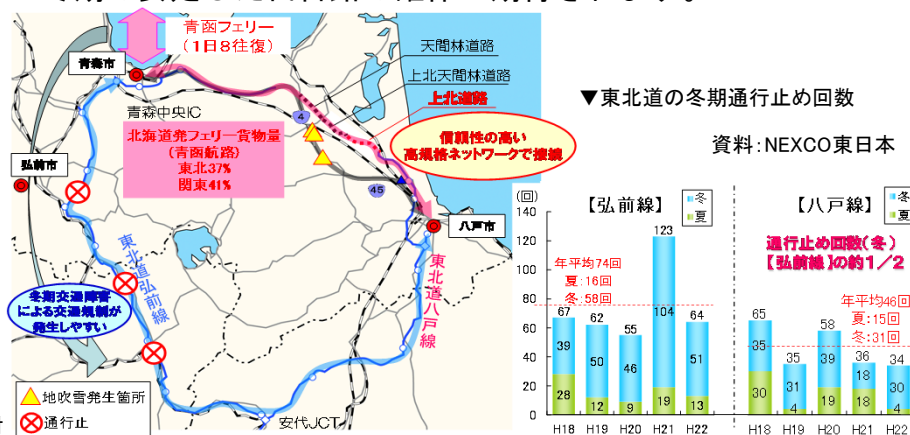 青函フェリー
(1日8往復)
青森市
天間林道路
上北天間林道路
上北道路
青森中央IC
4
北海道発フェリー貨物量
(青函航路)
東北37%
関東41%
信頼性の高い
高規格ネットワークで接続
弘前市
45
八戸市
東北道弘前線
東北道八戸線
冬期交通障害
による交通規制が
発生しやすい
地吹雪発生箇所
通行止
安代JCT
▼東北道の冬期通行止め回数
資料:NEXCO東日本
(回)
【弘前線】
冬
夏
140
120
100
80
60
40
20
0
年平均74回
夏:16回
冬:58回
67
39
28
62
50
12
55
46
9
123
104
19
64
51
13
H18 H19 H20 H21 H22
【八戸線】
冬
夏
通行止め回数(冬)
【弘前線】の約1/2
年平均46回
夏:15回
冬:31回
65
35
30
35
31
4
58
39
19
36
18
18
34
30
4
H18 H19 H20 H21 H22